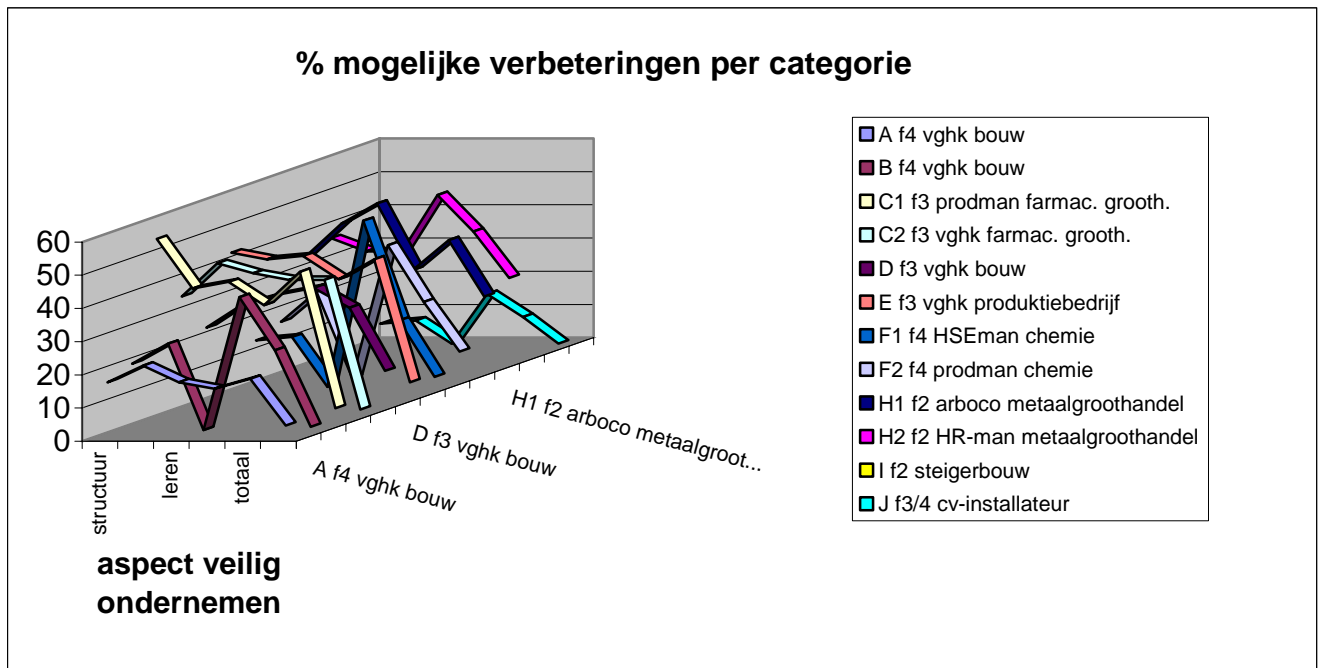 % mogelijke verbeteringen per categorie
60
50
40
30
20
10
0
structuur
leren
totaal
A f4 vghk bouw
D f3 vghk bouw
H1 f2 arboco metaalgroot...
aspect veilig
ondernemen
A f4 vghk bouw
B f4 vghk bouw
C1 f3 prodman farmac. grooth.
C2 f3 vghk farmac. grooth.
D f3 vghk bouw
E f3 vghk produktiebedrijf
F1 f4 HSEman chemie
F2 f4 prodman chemie
H1 f2 arboco metaalgroothandel
H2 f2 HR-man metaalgroothandel
I f2 steigerbouw
J f3/4 cv-installateur